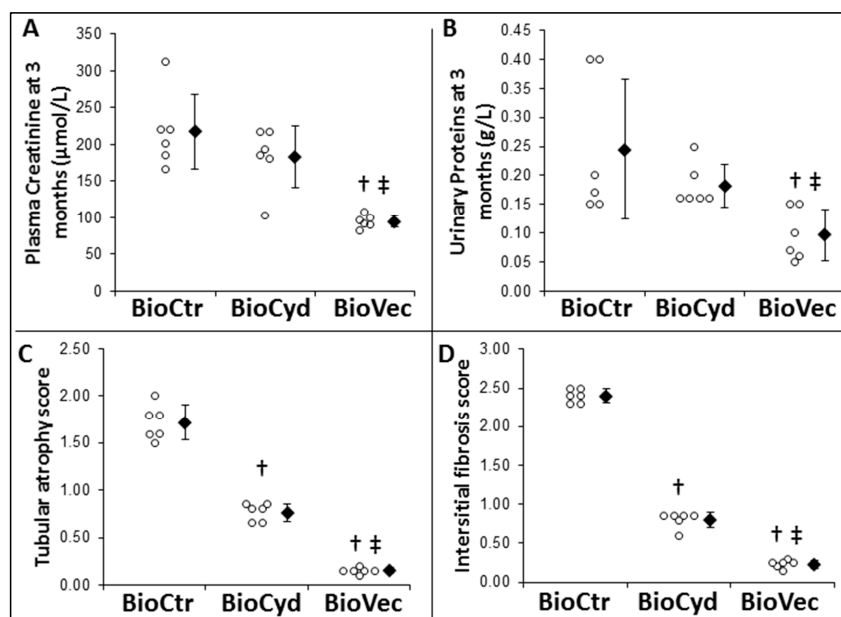 A
Plasma Creatinine at 3
months (µmol/L)
350
300
250
200
150
100
50
0
† ‡
BioCtr BioCyd BioVec
B
Urinary Proteins at 3
months (g/L)
0.45
0.40
0.35
0.30
0.25
0.20
0.15
0.10
0.05
0.00
† ‡
BioCtr BioCyd BioVec
C
Tubular atrophy score
2.50
2.00
1.50
1.00
0.50
0.00
†
† ‡
BioCtr BioCyd BioVec
D
Intersitial fibrosis score
3.00
2.50
2.00
1.50
1.00
0.50
0.00
†
† ‡
BioCtr BioCyd BioVec